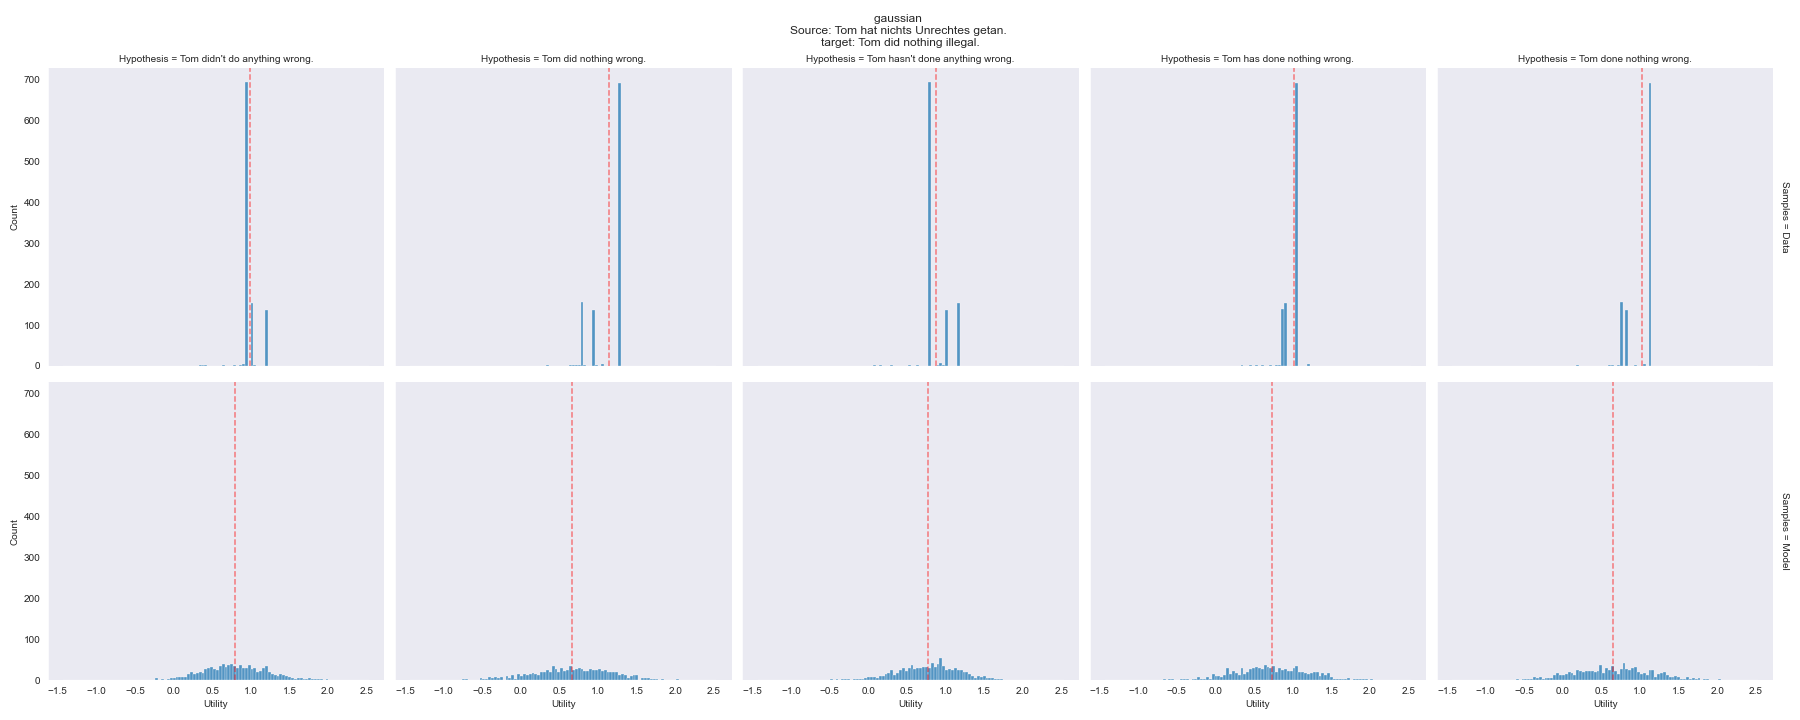 gaussian
Source: Tom hat nichts Unrechtes getan.
target: Tom did nothing illegal.
Hypothesis = Tom didn't do anything wrong.
Hypothesis = Tom did nothing wrong.
Hypothesis = Tom hasn't done anything wrong.
Hypothesis = Tom has done nothing wrong.
Hypothesis = Tom done nothing wrong.
700
600
500
400
300
200
100
0
Count
Samples = Data
700
600
500
400
300
200
100
0
Count
Samples = Model
−1.5 −1.0 −0.5 0.0 0.5 1.0 1.5 2.0 2.5
Utility
−1.5 −1.0 −0.5 0.0 0.5 1.0 1.5 2.0 2.5
Utility
−1.5 −1.0 −0.5 0.0 0.5 1.0 1.5 2.0 2.5
Utility
−1.5 −1.0 −0.5 0.0 0.5 1.0 1.5 2.0 2.5
Utility
−1.5 −1.0 −0.5 0.0 0.5 1.0 1.5 2.0 2.5
Utility